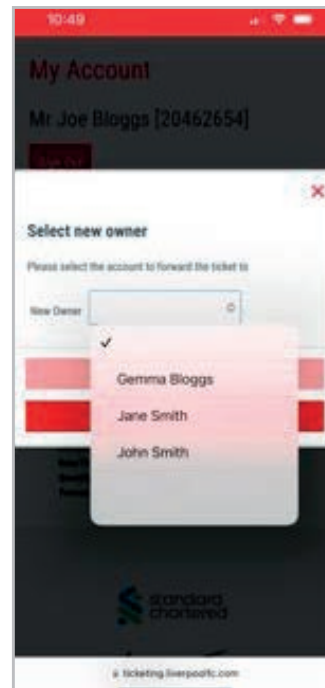 10:49
My Account
Mr Joe Bloggs [20462654]
Select new owner
Please select the account to forward the ticket to
New Owner
Gemma Bloggs
Jane Smith
John Smith
standard
chartered
ticketing.liverpoolfc.com